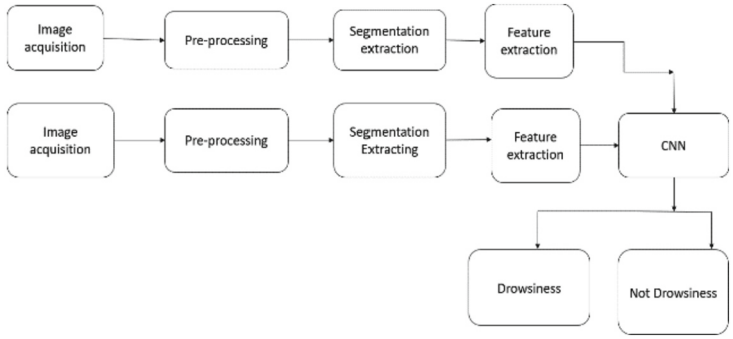 Image
acquisition
Pre-processing
Segmentation
extraction
Feature
extraction
Image
acquisition
Pre-processing
Segmentation
Extracting
Feature
extraction
CNN
Drowsiness
Not Drowsiness